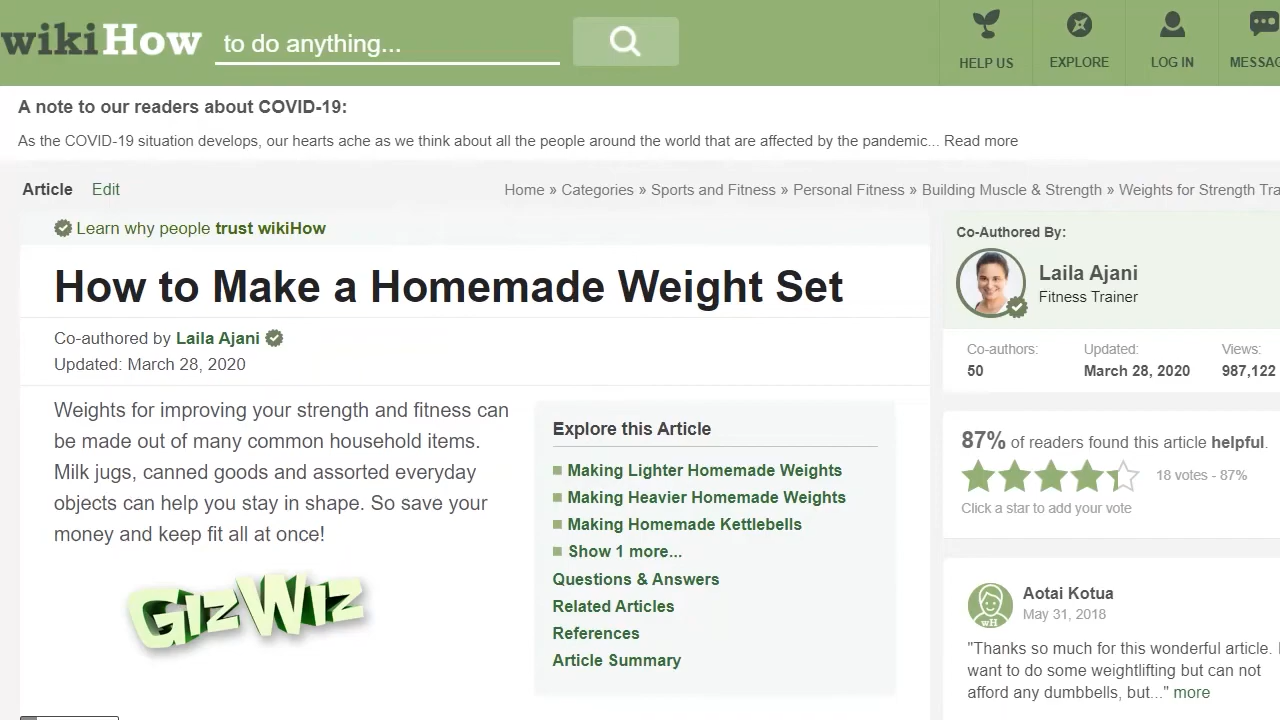 wikiHow to do anything...
HELP US
EXPLORE
LOG IN
MESSAG
A note to our readers about COVID-19:
As the COVID-19 situation develops, our hearts ache as we think about all the people around the world that are affected by the pandemic... Read more
Article Edit
Home » Categories » Sports and Fitness » Personal Fitness » Building Muscle & Strength » Weights for Strength Tra
Learn why people trust wikiHow
How to Make a Homemade Weight Set
Co-authored by Laila Ajani
Updated: March 28, 2020
Weights for improving your strength and fitness can
be made out of many common household items.
Milk jugs, canned goods and assorted everyday
objects can help you stay in shape. So save your
money and keep fit all at once!
GizWiz
Explore this Article
Making Lighter Homemade Weights
Making Heavier Homemade Weights
Making Homemade Kettlebells
Show 1 more...
Questions & Answers
Related Articles
References
Article Summary
Co-Authored By:
Laila Ajani
Fitness Trainer
Co-authors: Updated: Views:
50 March 28, 2020 987,122
87% of readers found this article helpful.
18 votes - 87%
Click a star to add your vote
wH
Aotai Kotua
May 31, 2018
"Thanks so much for this wonderful article. I
want to do some weightlifting but can not
afford any dumbbells, but..." more